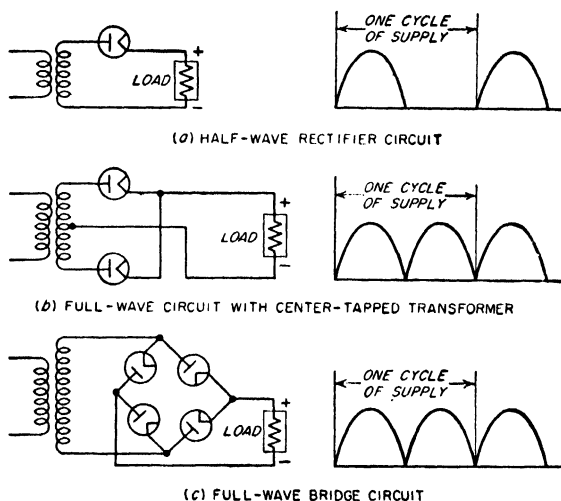 LOAD
+
-
ONE CYCLE
OF SUPPLY
(a) HALF-WAVE RECTIFIER CIRCUIT
LOAD
+
-
ONE CYCLE
OF SUPPLY
(b) FULL-WAVE CIRCUIT WITH CENTER-TAPPED TRANSFORMER
LOAD
+
-
ONE CYCLE
OF SUPPLY
(c) FULL-WAVE BRIDGE CIRCUIT